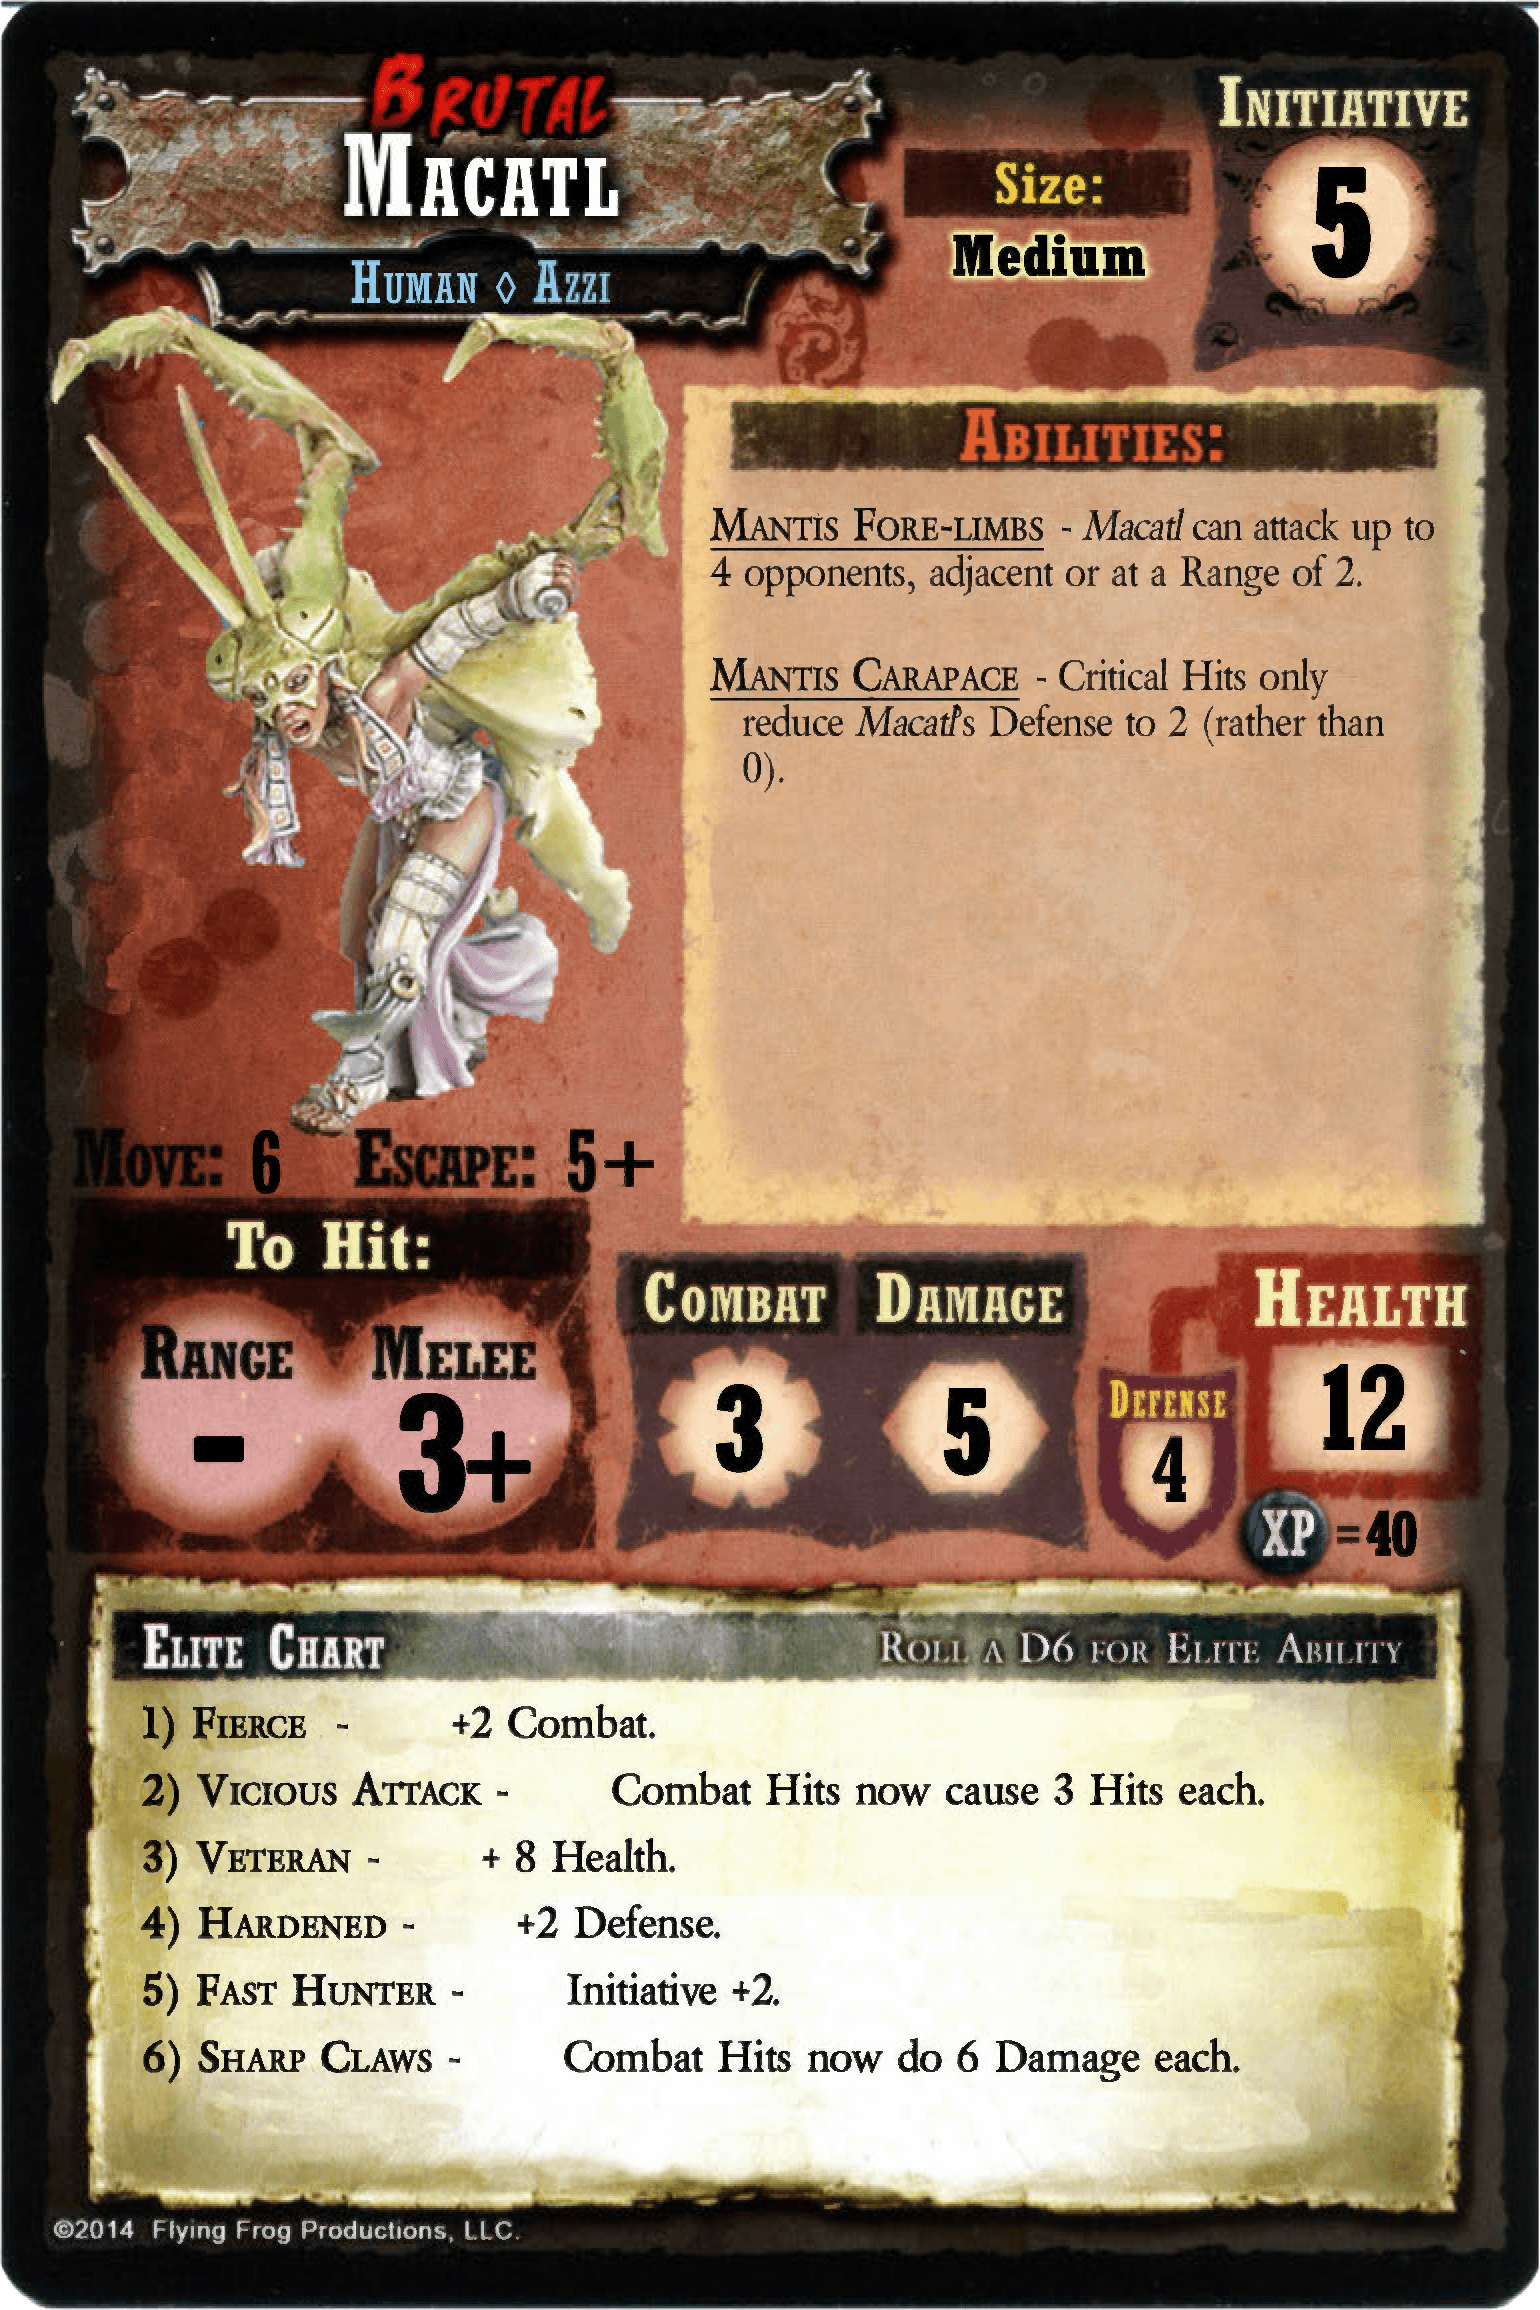 BRUTAL
MACATL
HUMAN ◊ AZZI
Size:
Medium
INITIATIVE
5
ABILITIES:
MANTIS FORE-LIMBS - Macatl can attack up to
4 opponents, adjacent or at a Range of 2.
MANTIS CARAPACE - Critical Hits only
reduce Macatl's Defense to 2 (rather than
0).
MOVE: 6 ESCAPE: 5+
TO HIT:
RANGE MELEE
- 3+
COMBAT DAMAGE
3 5
DEFENSE
4
HEALTH
12
XP =40
ELITE CHART ROLL A D6 FOR ELITE ABILITY
1) FIERCE - +2 Combat.
2) VICIOUS ATTACK - Combat Hits now cause 3 Hits each.
3) VETERAN - + 8 Health.
4) HARDENED - +2 Defense.
5) FAST HUNTER - Initiative +2.
6) SHARP CLAWS - Combat Hits now do 6 Damage each.
©2014 Flying Frog Productions, LLC.